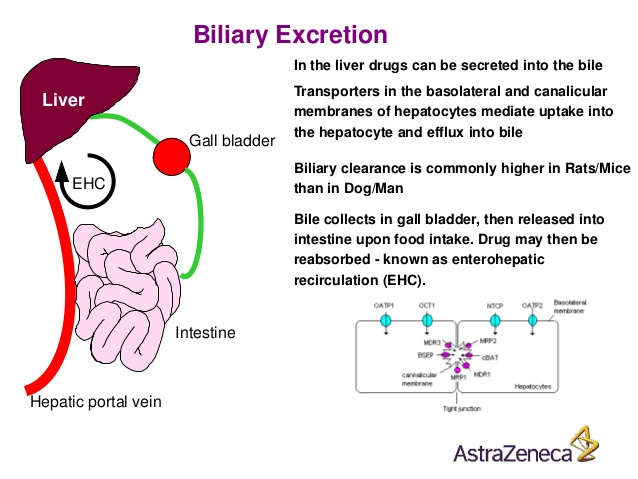 Biliary Excretion
In the liver drugs can be secreted into the bile
Transporters in the basolateral and canalicular
membranes of hepatocytes mediate uptake into
the hepatocyte and efflux into bile
Biliary clearance is commonly higher in Rats/Mice
than in Dog/Man
Bile collects in gall bladder, then released into
intestine upon food intake. Drug may then be
reabsorbed - known as enterohepatic
recirculation (EHC).
Liver
Gall bladder
EHC
Intestine
Hepatic portal vein
OATP1
OCT1
NTCP
OATP2
Basolateral
membrane
MDR3
MRP2
BSEP
cBAT
cannalicular
membrane
MRP1
MDR1
Hepatocytes
Tight junction
AstraZeneca